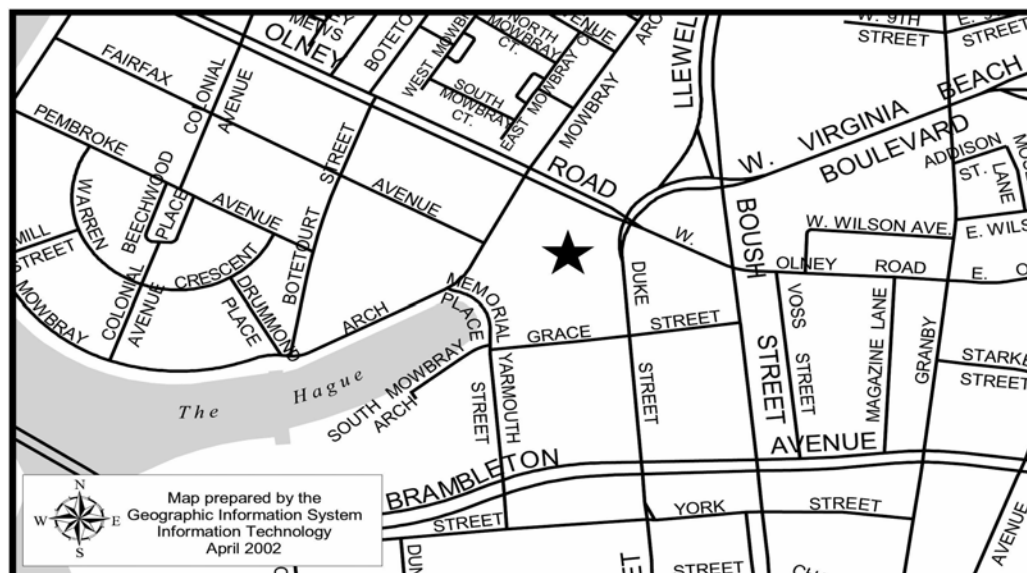 MEWS
OLNEY
ROAD
BOTETOURT
WEST MOWBRAY
NORTH
MOWBRAY
CT.
SOUTH
MOWBRAY
CT.
EAST MOWBRAY
MOWBRAY
LLEWEL
W. 9TH
STREET
STREET
FAIRFAX
AVENUE
COLONIAL
AVENUE
PEMBROKE
AVENUE
W. VIRGINIA BEACH
BOULEVARD
ADDISON
ST.
LANE
WARREN
CRESCENT
BEECHWOOD
PLACE
BOTETOURT
STREET
MILL
STREET
MOWBRAY
ARCH
COLONIAL
AVENUE
DRUMMOND
PLACE
MEMORIAL
PLACE
W.
OLNEY ROAD
E.
W. WILSON AVE.
E. WILS
BOUSH
STREET
DUKE
STREET
GRACE STREET
VOSS
STREET
MAGAZINE LANE
GRANBY
STARKE
STREET
The Hague
SOUTH MOWBRAY
ARCH
YARMOUTH
STREET
BRAMBLETON
AVENUE
STREET
YORK
STREET
STREET
AVENUE
N
W
E
S
Map prepared by the
Geographic Information System
Information Technology
April 2002